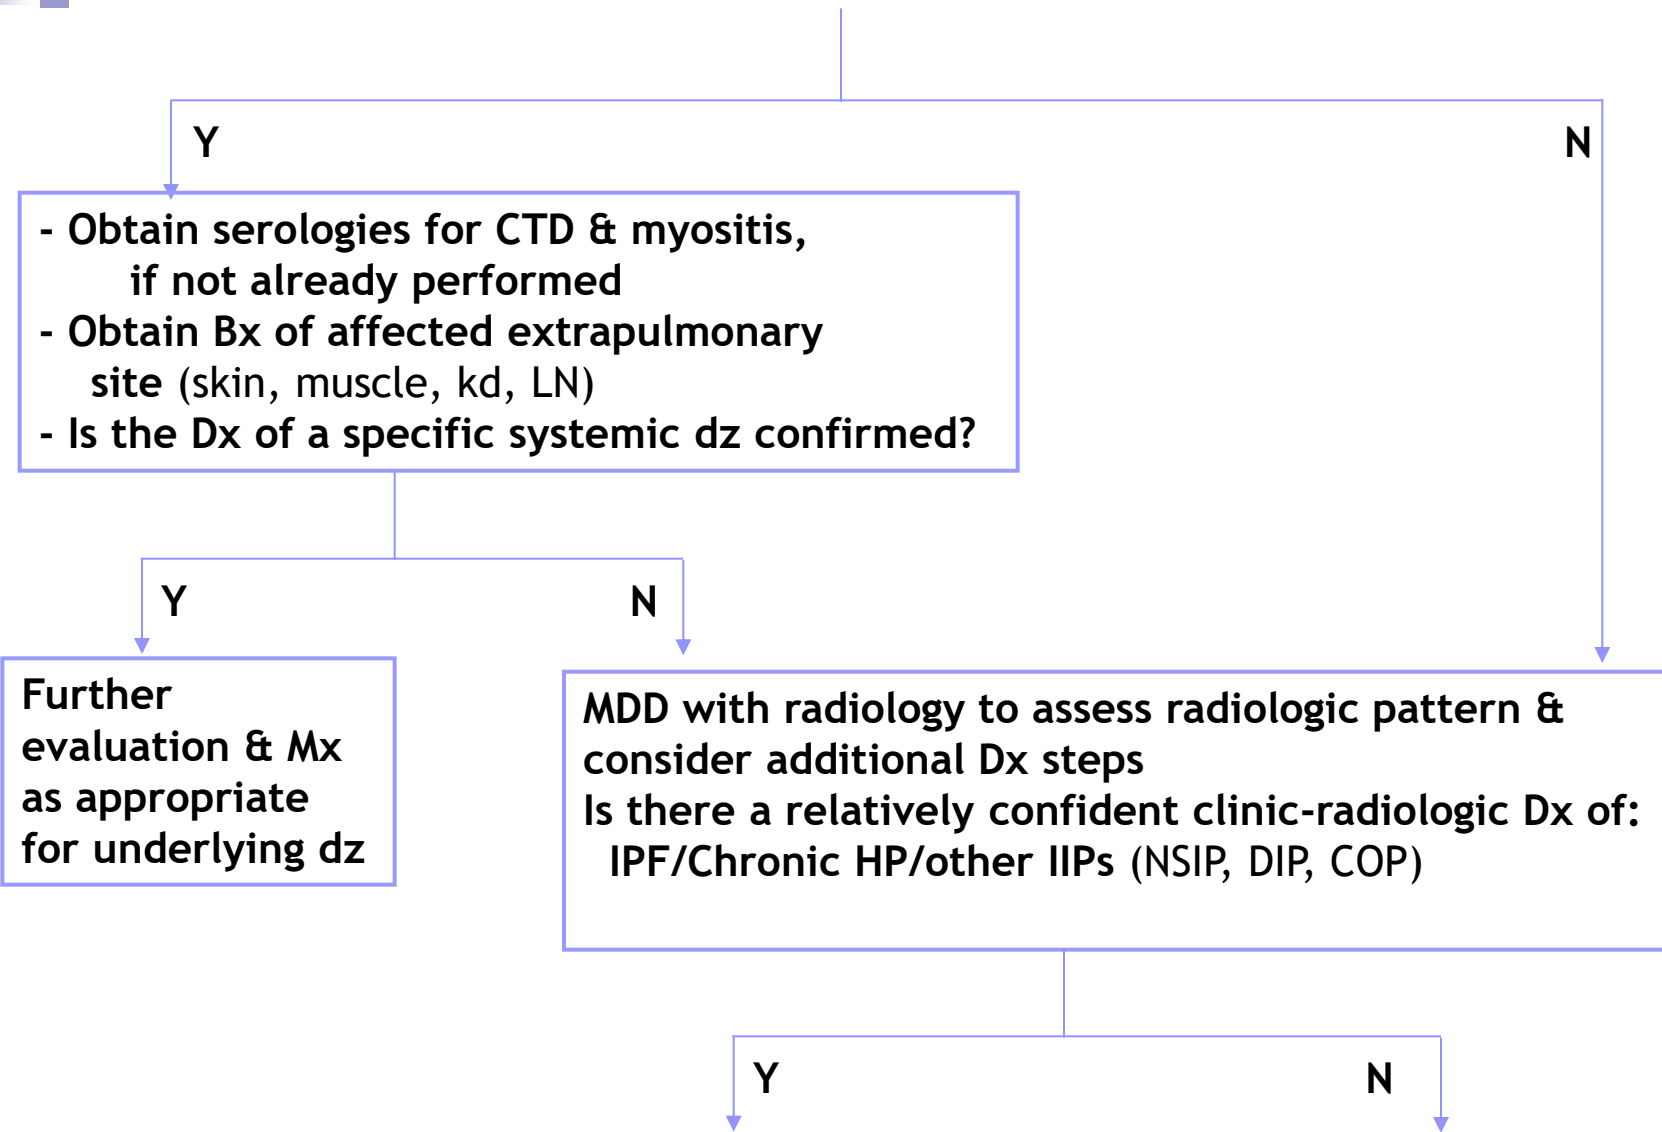 Y
N
- Obtain serologies for CTD & myositis,
if not already performed
- Obtain Bx of affected extrapulmonary
site (skin, muscle, kd, LN)
- Is the Dx of a specific systemic dz confirmed?
Y
N
Further
evaluation & Mx
as appropriate
for underlying dz
MDD with radiology to assess radiologic pattern &
consider additional Dx steps
Is there a relatively confident clinic-radiologic Dx of:
IPF/Chronic HP/other IIPs (NSIP, DIP, COP)
Y
N